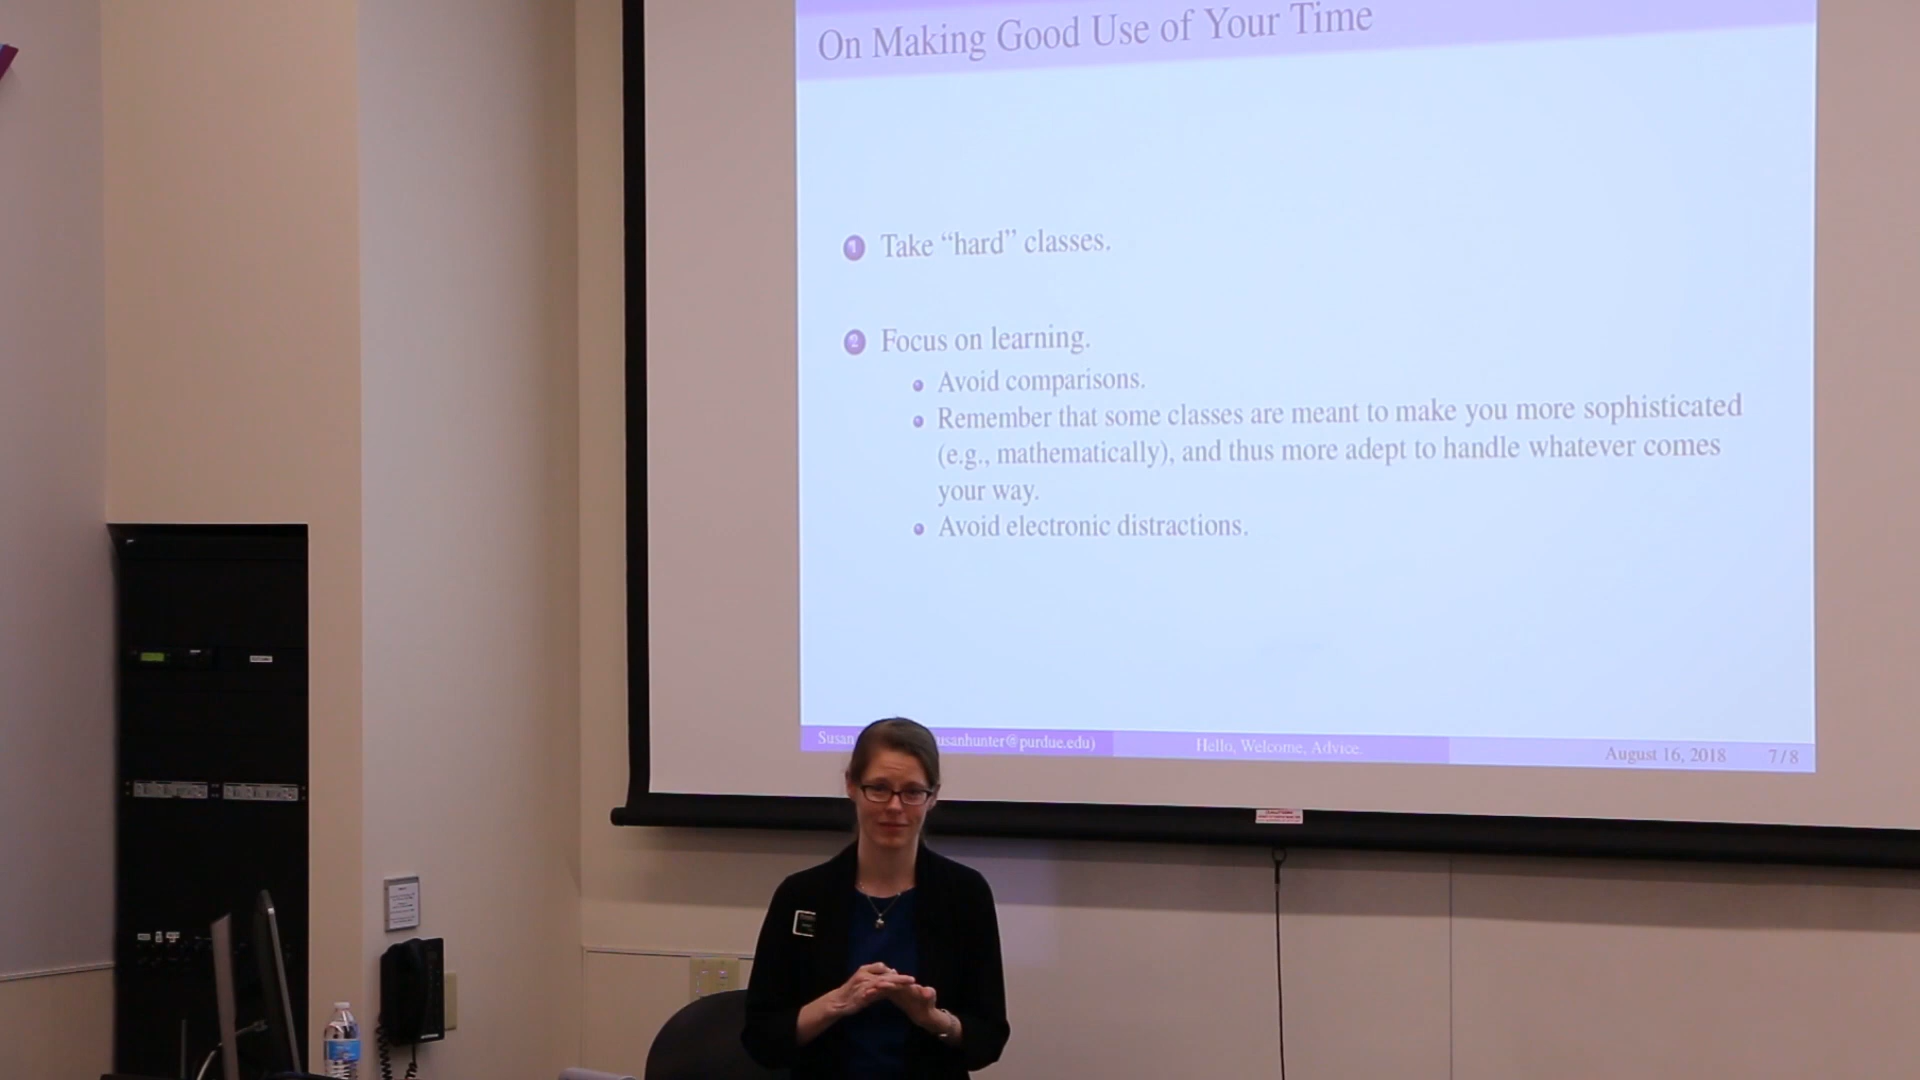 On Making Good Use of Your Time
1 Take “hard” classes.
2 Focus on learning.
Avoid comparisons.
Remember that some classes are meant to make you more sophisticated
(e.g., mathematically), and thus more adept to handle whatever comes
your way.
Avoid electronic distractions.
Susan usanhunter@purdue.edu) Hello, Welcome, Advice. August 16, 2018 7 / 8